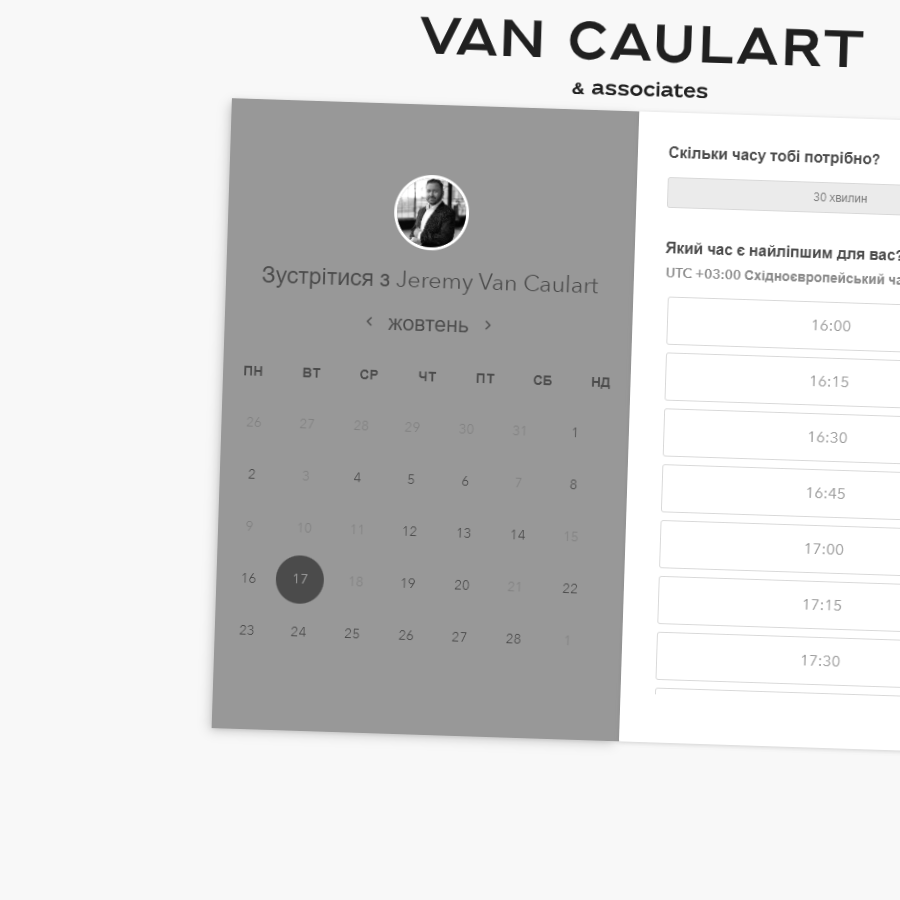 VAN CAULART
& associates
Зустрітися з Jeremy Van Caulart
‹ жовтень ›
ПН ВТ СР ЧТ ПТ СБ НД
26 27 28 29 30 31 1
2 3 4 5 6 7 8
9 10 11 12 13 14 15
16 17 18 19 20 21 22
23 24 25 26 27 28 1
Скільки часу тобі потрібно?
30 хвилин
Який час є найліпшим для вас?
UTC +03:00 Східноєвропейський
16:00
16:15
16:30
16:45
17:00
17:15
17:30